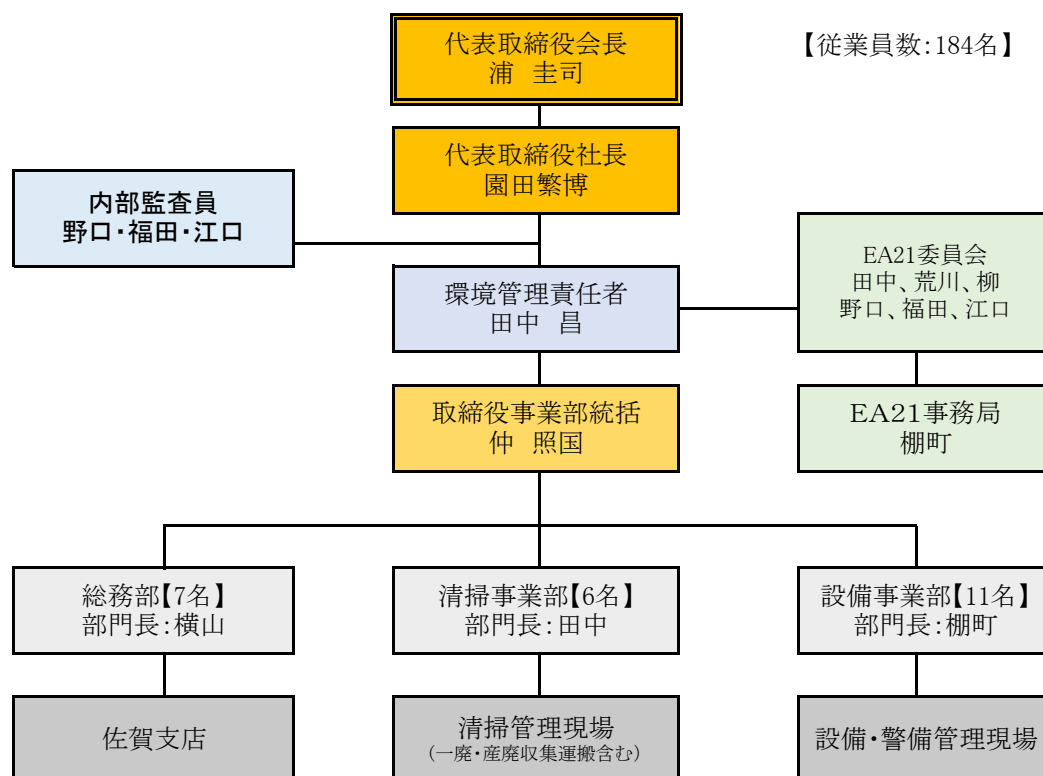 代表取締役会長
浦 圭司
【従業員数:184名】
代表取締役社長
園田繁博
内部監査員
野口・福田・江口
環境管理責任者
田中 昌
EA21委員会
田中、荒川、柳
野口、福田、江口
取締役事業部統括
仲 照国
EA21事務局
棚町
総務部【7名】
部門長:横山
清掃事業部【6名】
部門長:田中
設備事業部【11名】
部門長:棚町
佐賀支店
清掃管理現場
(一廃・産廃収集運搬含む)
設備・警備管理現場